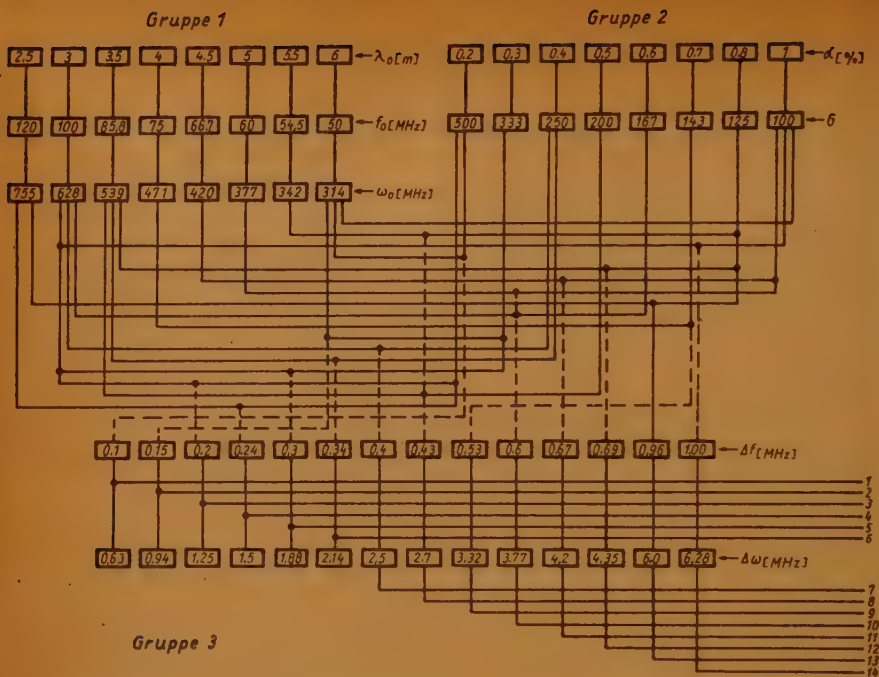 Gruppe 1
Gruppe 2
2,5 3 3,5 4 4,5 5 5,5 6 λ₀[m]
0,2 0,3 0,4 0,5 0,6 0,7 0,8 1 α[%]
120 100 85,8 75 66,7 60 54,5 50 f₀[MHz]
500 333 250 200 167 143 125 100 6
755 628 539 471 420 377 342 314 ω₀[MHz]
0,1 0,15 0,2 0,24 0,3 0,34 0,4 0,43 0,53 0,6 0,67 0,69 0,96 1,00 Δf[MHz]
1
2
3
4
5
6
0,63 0,94 1,25 1,5 1,88 2,14 2,5 2,7 3,32 3,77 4,2 4,35 6,0 6,28 Δω[MHz]
7
8
9
10
11
12
13
14
Gruppe 3